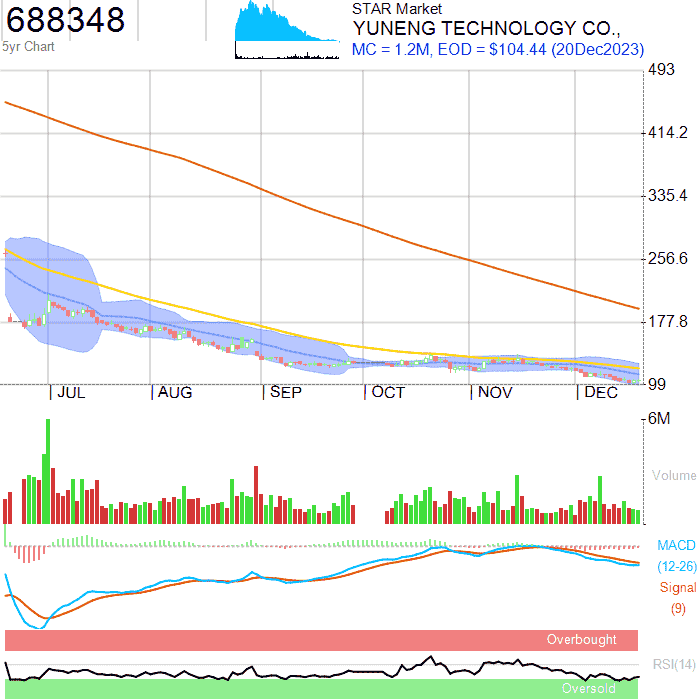 688348
5yr Chart
STAR Market
YUNENG TECHNOLOGY CO.,
MC = 1.2M, EOD = $104.44 (20Dec2023)
493
414.2
335.4
256.6
177.8
99
JUL
AUG
SEP
OCT
NOV
DEC
6M
Volume
MACD
(12-26)
Signal
(9)
Overbought
RSI(14)
Oversold